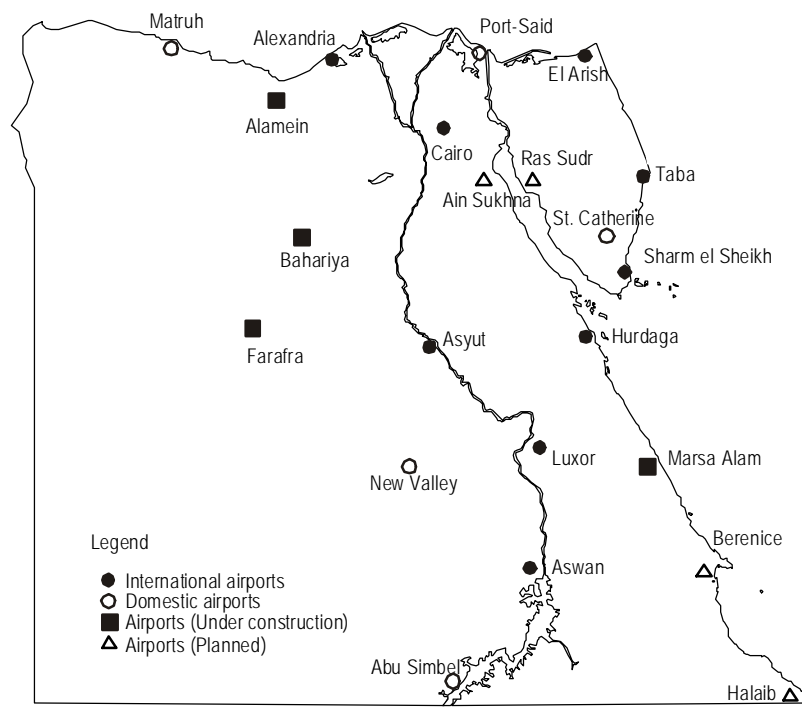 Matruh
Port-Said
Alexandria
El Arish
Alamein
Cairo
Ras Sudr
Taba
Ain Sukhna
St. Catherine
Sharm el Sheikh
Bahariya
Hurdaga
Asyut
Farafra
Luxor
Marsa Alam
New Valley
Berenice
Legend
Aswan
International airports
Domestic airports
Airports (Under construction)
Airports (Planned)
Abu Simbel
Halaib